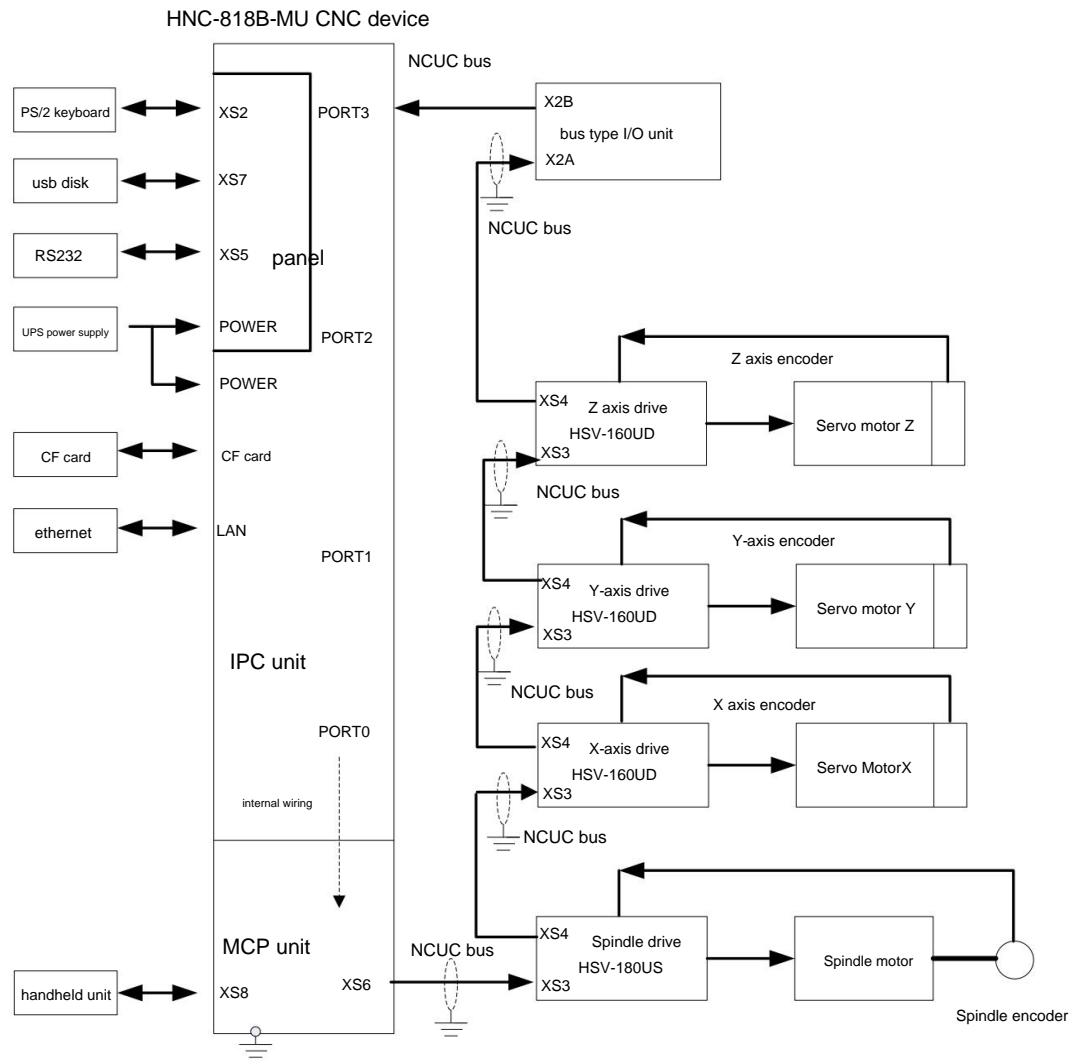 HNC-818B-MU CNC device
NCUC bus
PS/2 keyboard
XS2
PORT3
X2B
bus type I/O unit
X2A
usb disk
XS7
NCUC bus
RS232
XS5
panel
UPS power supply
POWER
PORT2
POWER
Z axis encoder
XS4
Z axis drive
HSV-160UD
XS3
Servo motor Z
CF card
CF card
NCUC bus
ethernet
LAN
PORT1
Y-axis encoder
XS4
Y-axis drive
HSV-160UD
XS3
Servo motor Y
IPC unit
NCUC bus
X axis encoder
PORT0
XS4
X-axis drive
HSV-160UD
XS3
Servo MotorX
internal wiring
NCUC bus
MCP unit
NCUC bus
XS4
Spindle drive
HSV-180US
XS3
Spindle motor
handheld unit
XS8
XS6
Spindle encoder